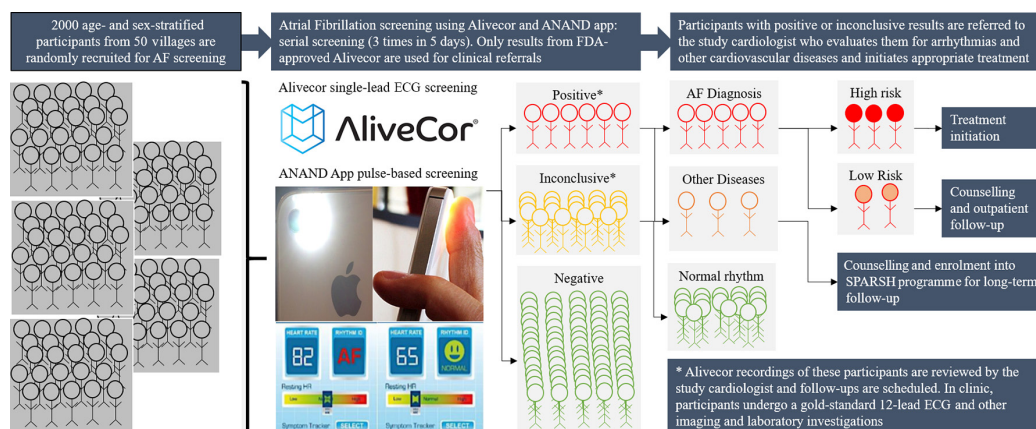 2000 age- and sex-stratified
participants from 50 villages are
randomly recruited for AF screening
Atrial Fibrillation screening using Alivecor and ANAND app:
serial screening (3 times in 5 days). Only results from FDA-
approved Alivecor are used for clinical referrals
Participants with positive or inconclusive results are referred
to the study cardiologist who evaluates them for arrhythmias and
other cardiovascular diseases and initiates appropriate treatment
Alivecor single-lead ECG screening
AliveCor®
ANAND App pulse-based screening
HEART RATE
RHYTHM ID
82
AF
Resting HR
Low
Normal
High
Symptom Tracker
SELECT
HEART RATE
RHYTHM ID
65
NORMAL
Resting HR
Low
Normal
High
Symptom Tracker
SELECT
Positive*
Inconclusive*
Negative
AF Diagnosis
Other Diseases
Normal rhythm
High risk
Low Risk
Treatment
initiation
Counselling
and outpatient
follow-up
Counselling and enrolment into
SPARSH programme for long-term
follow-up
* Alivecor recordings of these participants are reviewed by the
study cardiologist and follow-ups are scheduled. In clinic,
participants undergo a gold-standard 12-lead ECG and other
imaging and laboratory investigations